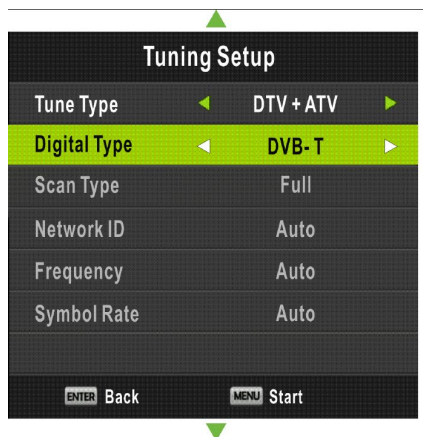 Tuning Setup
Tune Type DTV + ATV
Digital Type DVB- T
Scan Type Full
Network ID Auto
Frequency Auto
Symbol Rate Auto
ENTER Back MENU Start